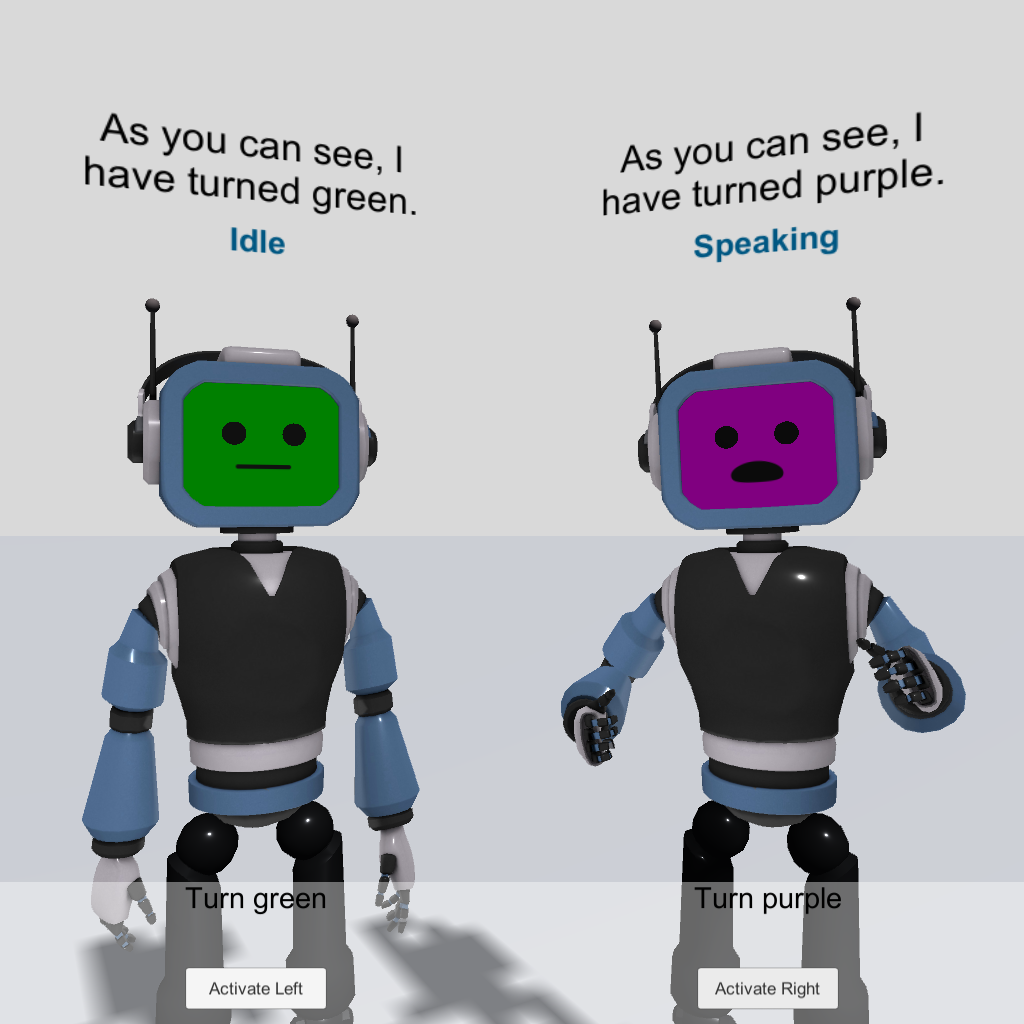 As you can see, I
have turned green.
Idle
As you can see, I
have turned purple.
Speaking
Turn green
Activate Left
Turn purple
Activate Right